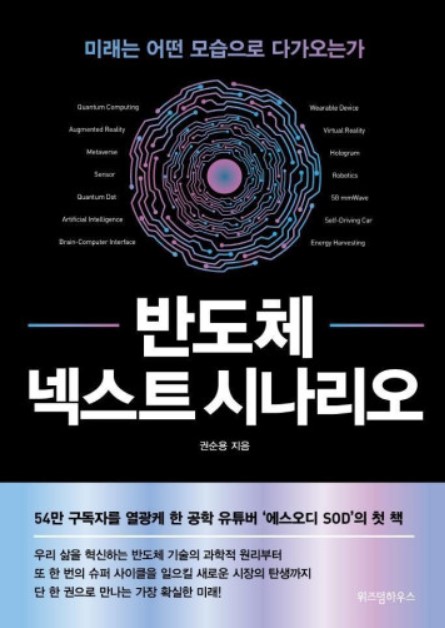 미래는 어떤 모습으로 다가오는가
Quantum Computing
Augmented Reality
Metaverse
Sensor
Quantum Dot
Artificial Intelligence
Brain-Computer Interface
Wearable Device
Virtual Reality
Hologram
Robotics
5G mmWave
Self-Driving Car
Energy Harvesting
반도체
넥스트 시나리오
권순용 지음
54만 구독자를 열광케 한 공학 유튜버 '에스오디 SOD'의 첫 책
우리 삶을 혁신하는 반도체 기술의 과학적 원리부터
또 한 번의 슈퍼 사이클을 일으킬 새로운 시장의 탄생까지
단 한 권으로 만나는 가장 확실한 미래!
위즈덤하우스